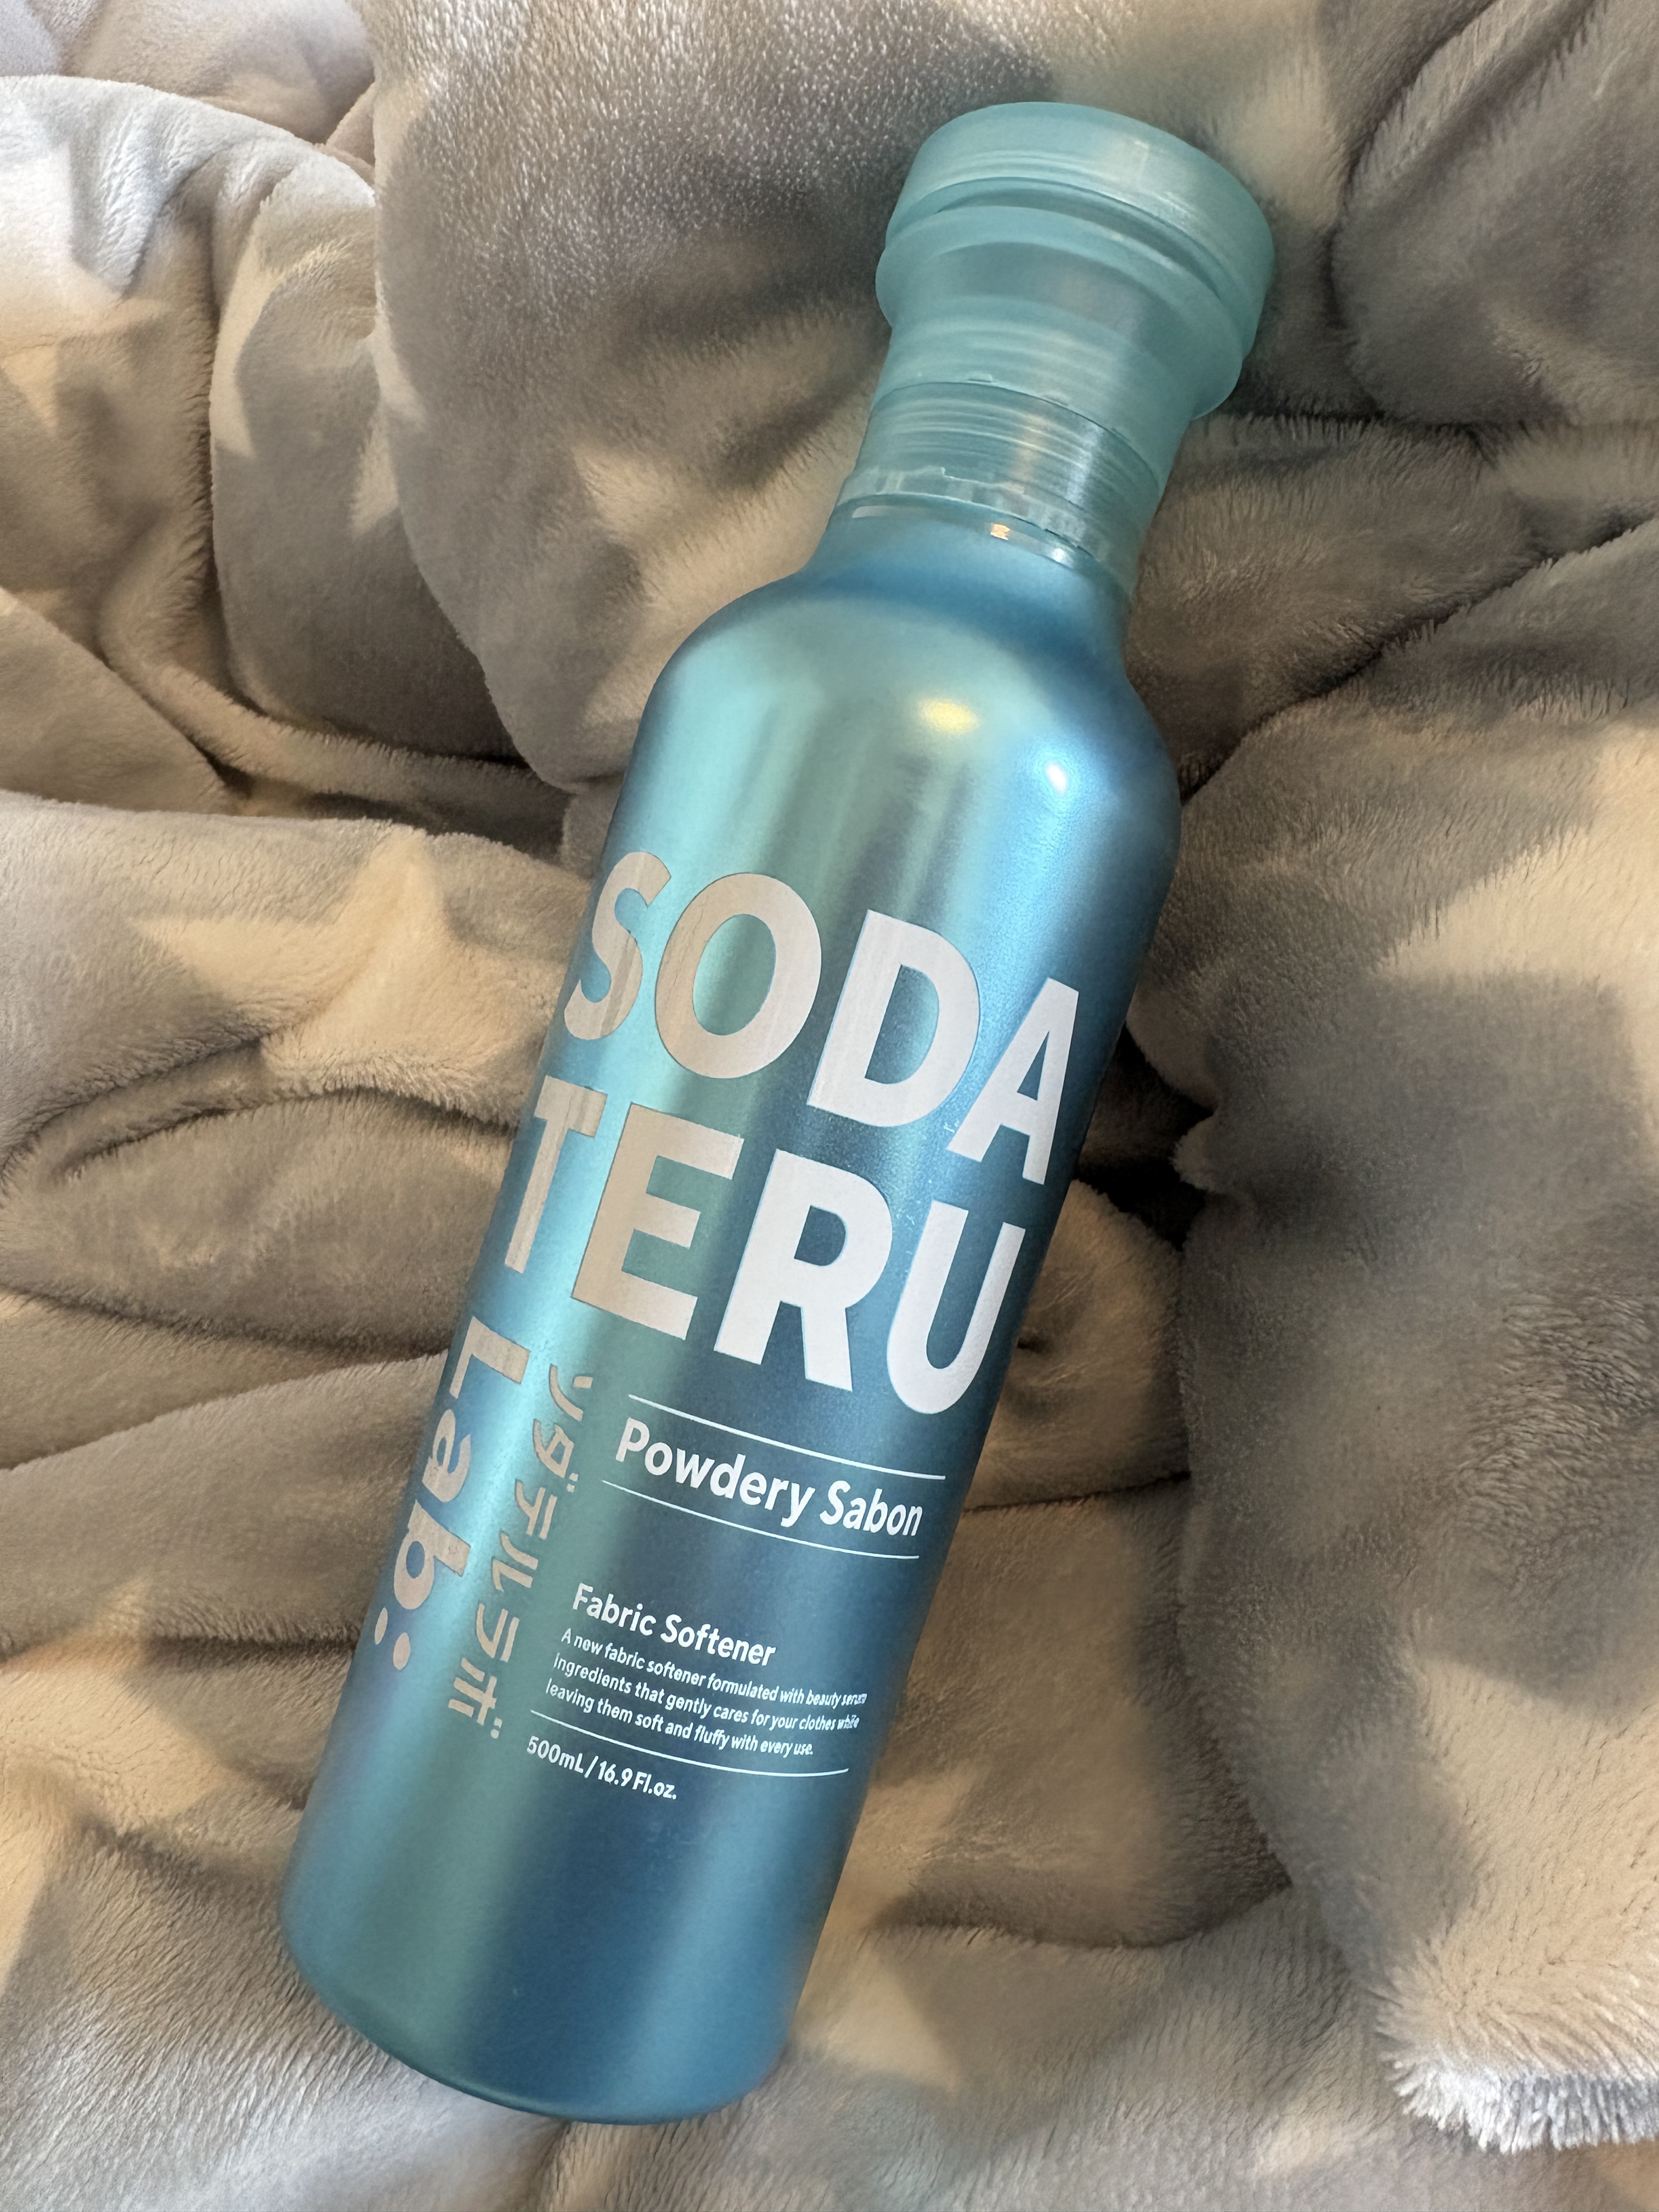 SODA
TERU
Lab:
ソダテルラボ:
Powdery Sabon
Fabric Softener
A new fabric softener formulated with beauty serum
ingredients that gently cares for your clothes while
leaving them soft and fluffy with every use.
500mL/16.9Fl.oz.